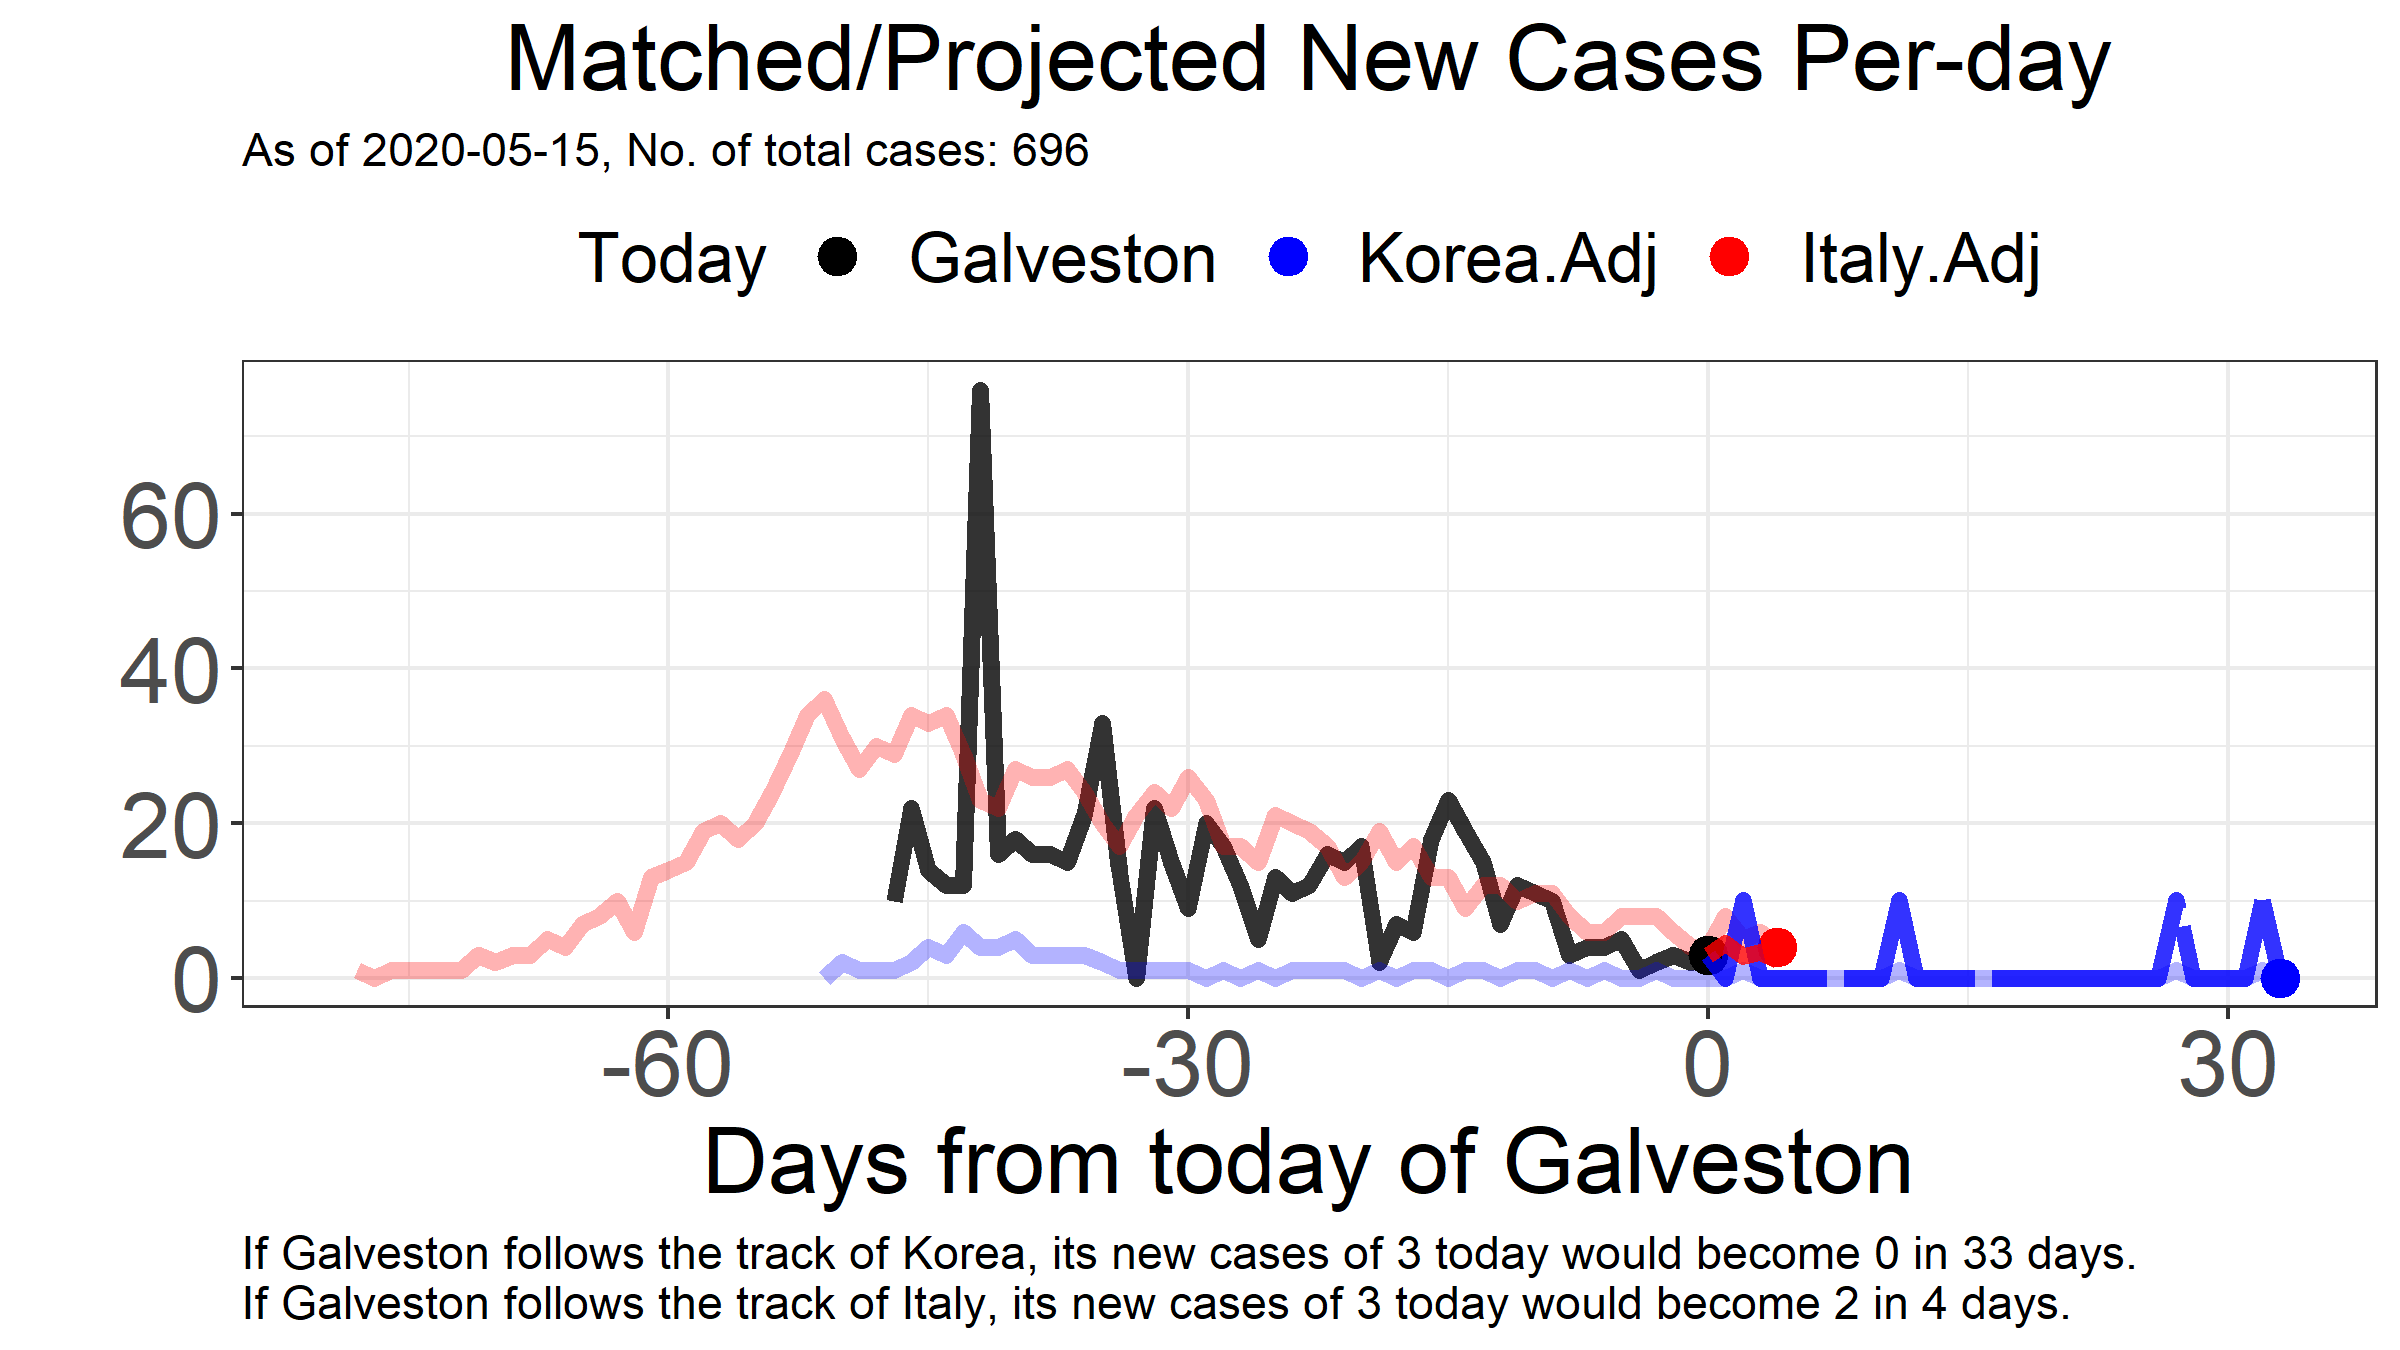 Matched/Projected New Cases Per-day
As of 2020-05-15, No. of total cases: 696
Today Galveston Korea.Adj Italy.Adj
60
40
20
0
-60 -30 0 30
Days from today of Galveston
If Galveston follows the track of Korea, its new cases of 3 today would become 0 in 33 days.
If Galveston follows the track of Italy, its new cases of 3 today would become 2 in 4 days.